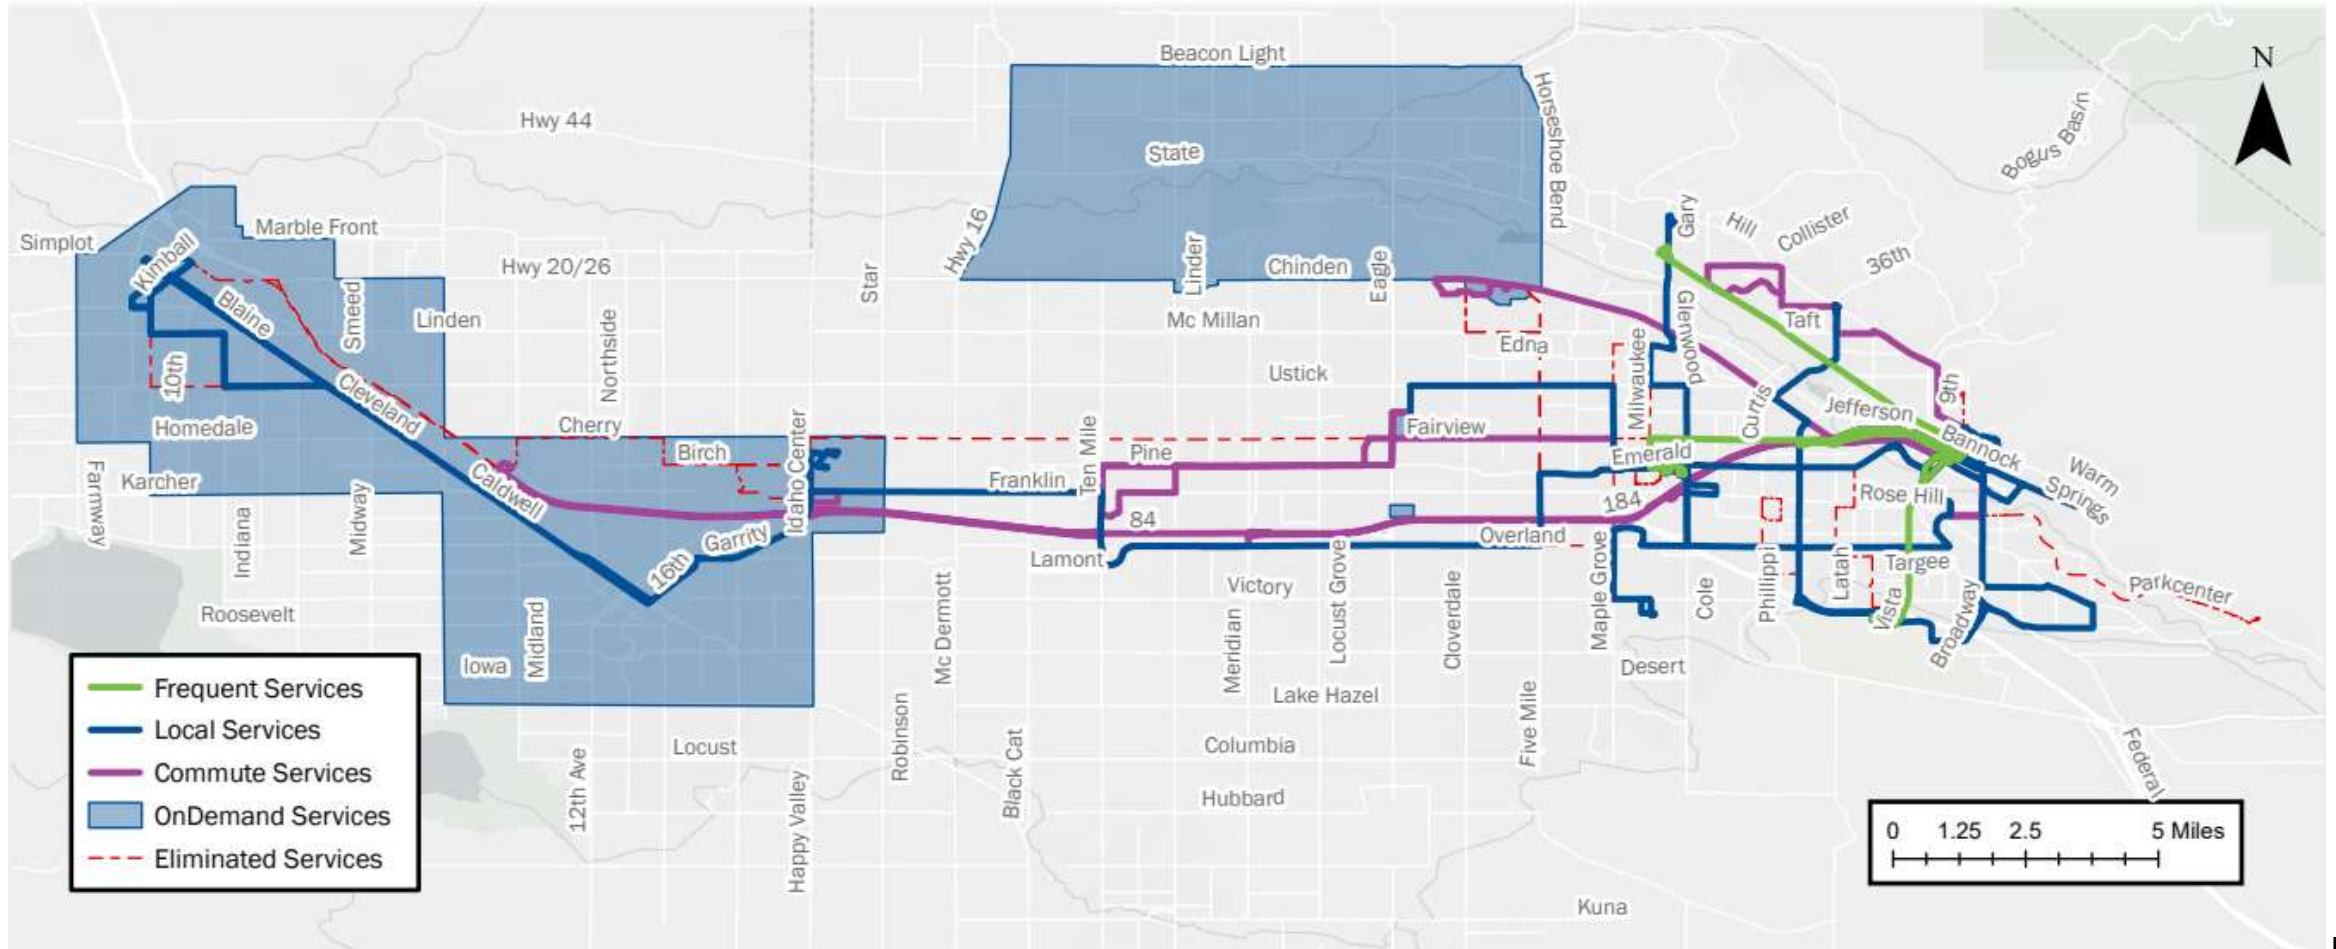 Beacon Light
N
Horseshoe Bend
Bogus Basin
Hwy 44
State
Hwy 16
Gary
Hill
Collister
36th
Simplot
Marble Front
Kimball
Hwy 20/26
Star
Linder
Chinden
Eagle
Blaine
Smeed
Linden
Northside
Mc Millan
Edna
Milwaukee
Glenwood
Taft
10th
Cleveland
Ustick
Curtis
9th
Homedale
Cherry
Birch
Idaho Center
Ten Mile
Pine
Fairview
Emerald
Jefferson
Bannock
Farmway
Karcher
Indiana
Midway
Caldwell
Franklin
84
184
Rose Hill
Warm
Springs
Garrity
16th
Lamont
Overland
Mc Dermott
Victory
Meridian
Locust Grove
Cloverdale
Maple Grove
Cole
Phillippi
Latah
Targee
Vista
Broadway
Parkcenter
Roosevelt
Iowa
Midland
Desert
Lake Hazel
Five Mile
Robinson
Locust
12th Ave
Happy Valley
Black Cat
Columbia
Hubbard
Federal
Kuna
Frequent Services
Local Services
Commute Services
OnDemand Services
Eliminated Services
0 1.25 2.5 5 Miles